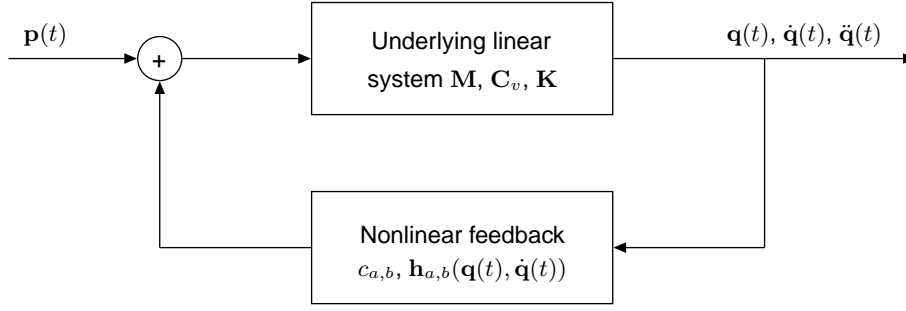 p(t)
+
Underlying linear
system M, C_v, K
q(t), q̇(t), q̈(t)
Nonlinear feedback
c_{a,b}, h_{a,b}(q(t), q̇(t))